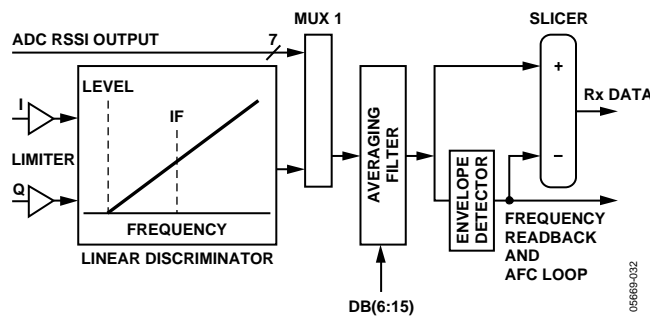 MUX 1
SLICER
ADC RSSI OUTPUT
7
LEVEL
I
IF
LIMITER
Q
FREQUENCY
LINEAR DISCRIMINATOR
AVERAGING
FILTER
DB(6:15)
ENVELOPE
DETECTOR
+
–
Rx DATA
FREQUENCY
READBACK
AND
AFC LOOP
05669-032